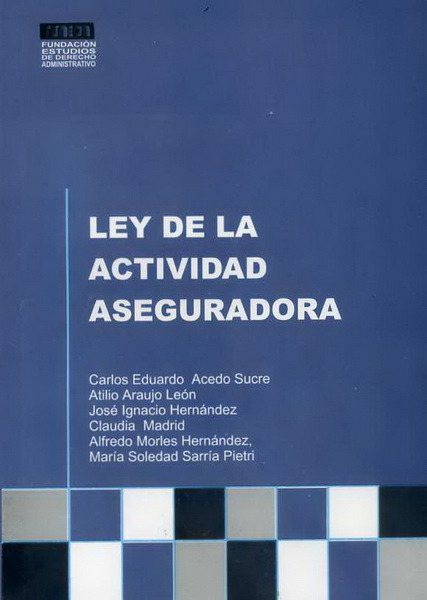 FUNDACIÓN
ESTUDIOS
DE DERECHO
ADMINISTRATIVO
LEY DE LA
ACTIVIDAD
ASEGURADORA
Carlos Eduardo Acedo Sucre
Atilio Araujo León
José Ignacio Hernández
Claudia Madrid
Alfredo Morles Hernández,
María Soledad Sarría Pietri